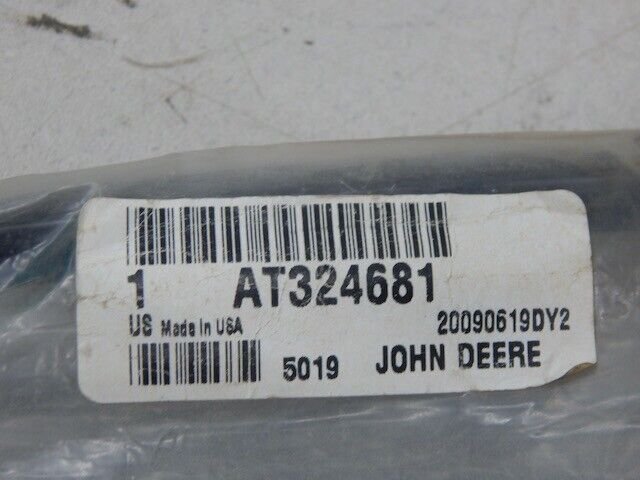 1 AT324681
US Made In USA 20090619DY2
5019 JOHN DEERE